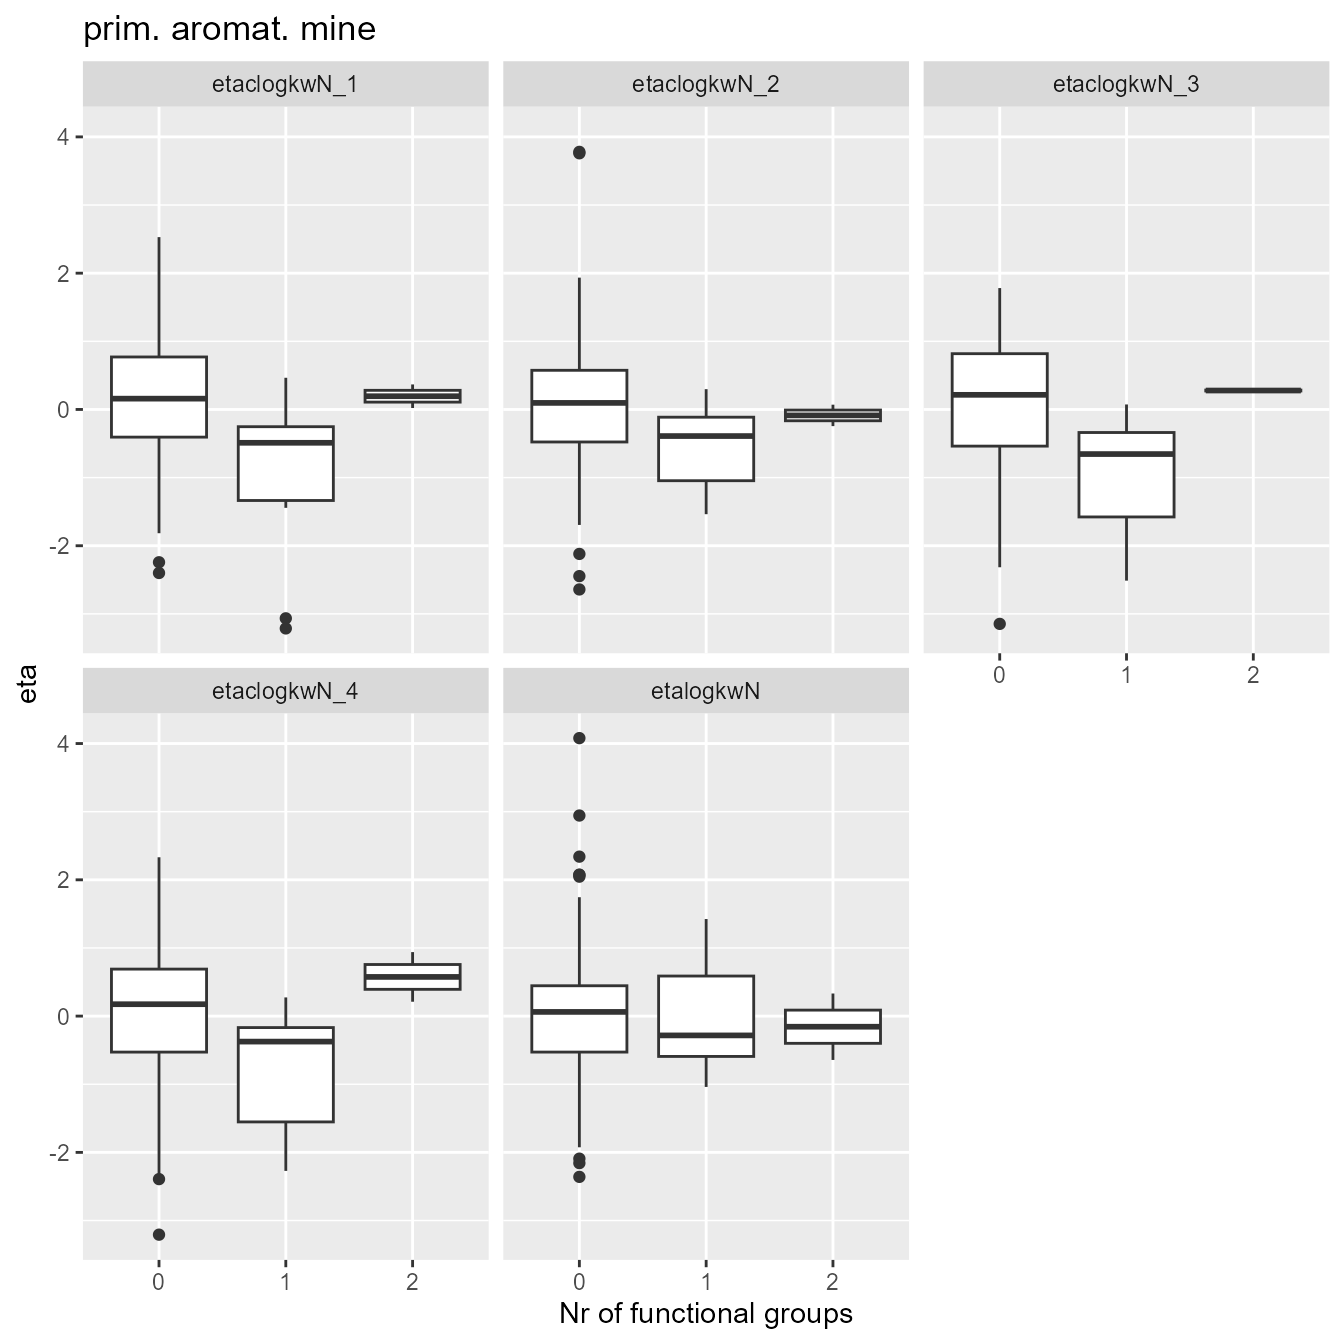 prim. aromat. mine
etaclogkwN_1 etaclogkwN_2 etaclogkwN_3
4
2
0
-2
0 1 2
eta
etaclogkwN_4 etalogkwN
4
2
0
-2
0 1 2 0 1 2
Nr of functional groups